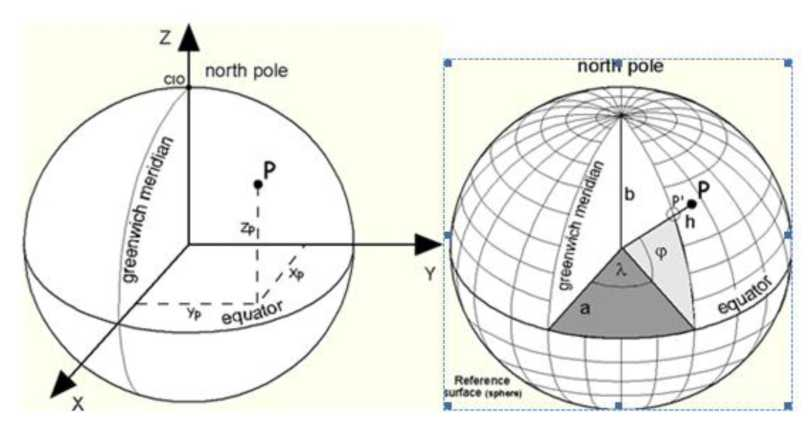 Z
CIO
north pole
greenwich meridian
P
ZP
XP
YP
equator
Y
X
north pole
greenwich meridian
b
P'
P
h
φ
λ
a
equator
Reference
surface (sphere)